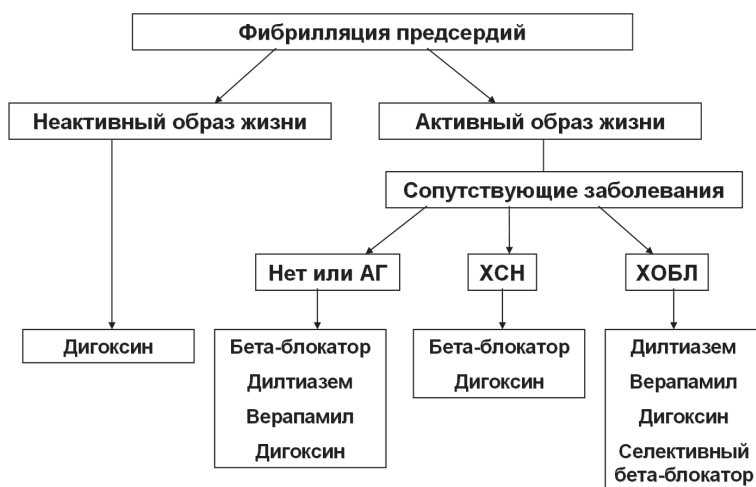 Фибрилляция предсердий
Неактивный образ жизни
Активный образ жизни
Сопутствующие заболевания
Нет или АГ
ХСН
ХОБЛ
Дигоксин
Бета-блокатор
Дилтиазем
Верапамил
Дигоксин
Бета-блокатор
Дигоксин
Дилтиазем
Верапамил
Дигоксин
Селективный
бета-блокатор